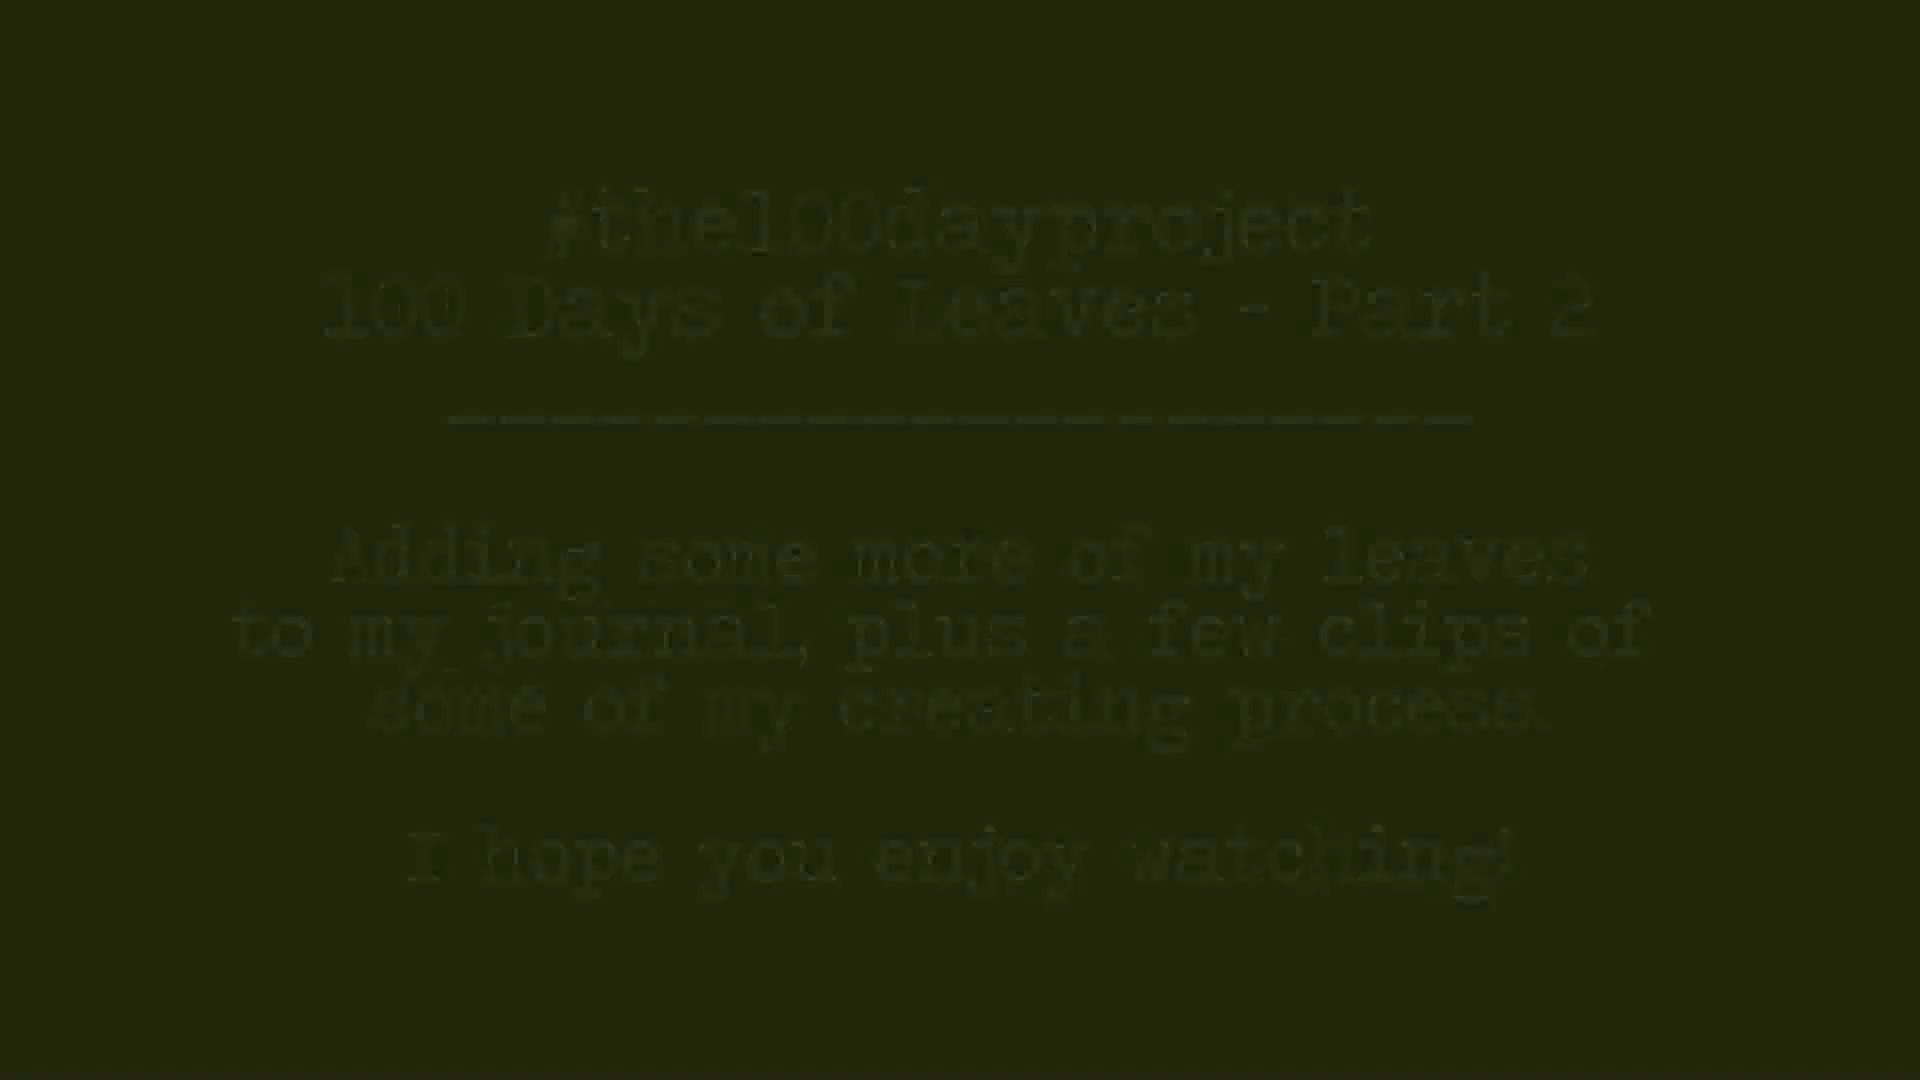 #the100dayproject
100 Days of Leaves - Part 2
--------------------
Adding some more of my leaves
to my journal, plus a few clips of
some of my creating process.
I hope you enjoy watching!